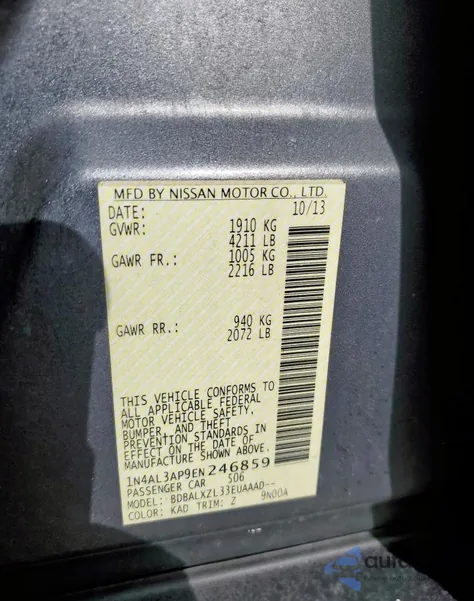 MFD BY NISSAN MOTOR CO., LTD.
DATE: 10/13
GVWR: 1910 KG
4211 LB
GAWR FR.: 1005 KG
2216 LB
GAWR RR.: 940 KG
2072 LB
THIS VEHICLE CONFORMS TO
ALL APPLICABLE FEDERAL
MOTOR VEHICLE SAFETY,
BUMPER, AND THEFT
PREVENTION STANDARDS IN
EFFECT ON THE DATE OF
MANUFACTURE SHOWN ABOVE.
1N4AL3AP9EN246859
PASSENGER CAR S06
MODEL: BDBALXZL33EUAAAD--
COLOR: KAD TRIM: Z 9N00A